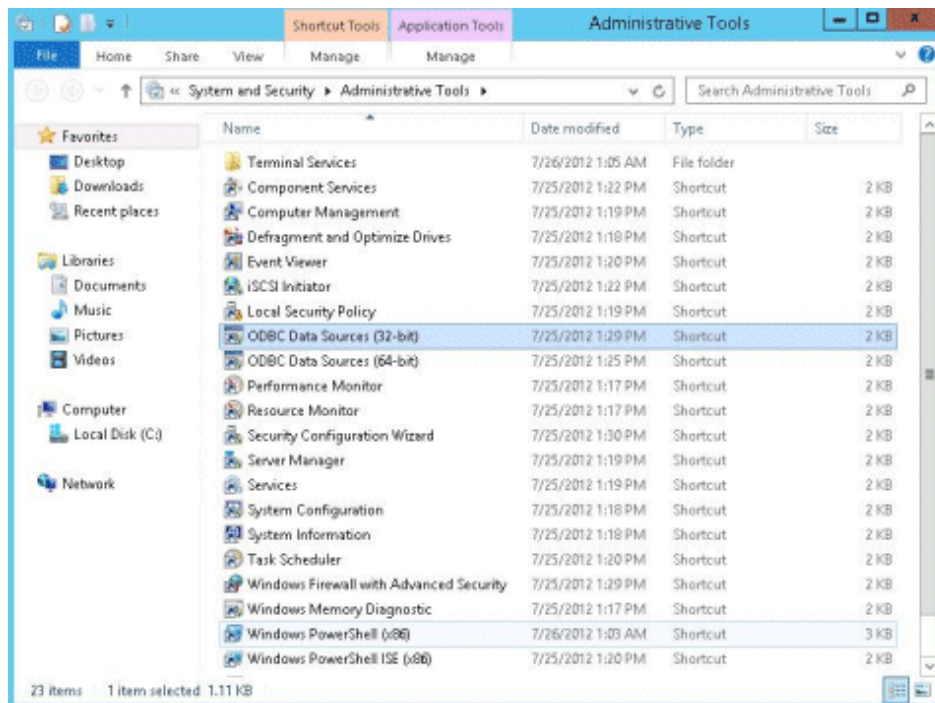 Shortcut Tools Application Tools Administrative Tools
File Home Share View Manage Manage
« System and Security Administrative Tools Search Administrative Tools
Name Date modified Type Size
Favorites
Desktop
Downloads
Recent places
Libraries
Documents
Music
Pictures
Videos
Computer
Local Disk (C:)
Network
Terminal Services 7/26/2012 1:05 AM File folder
Component Services 7/25/2012 1:22 PM Shortcut 2 KB
Computer Management 7/25/2012 1:19 PM Shortcut 2 KB
Defragment and Optimize Drives 7/25/2012 1:18 PM Shortcut 2 KB
Event Viewer 7/25/2012 1:20 PM Shortcut 2 KB
iSCSI Initiator 7/25/2012 1:22 PM Shortcut 2 KB
Local Security Policy 7/25/2012 1:19 PM Shortcut 2 KB
ODBC Data Sources (32-bit) 7/25/2012 1:29 PM Shortcut 2 KB
ODBC Data Sources (64-bit) 7/25/2012 1:25 PM Shortcut 2 KB
Performance Monitor 7/25/2012 1:17 PM Shortcut 2 KB
Resource Monitor 7/25/2012 1:17 PM Shortcut 2 KB
Security Configuration Wizard 7/25/2012 1:30 PM Shortcut 2 KB
Server Manager 7/25/2012 1:19 PM Shortcut 2 KB
Services 7/25/2012 1:19 PM Shortcut 2 KB
System Configuration 7/25/2012 1:18 PM Shortcut 2 KB
System Information 7/25/2012 1:18 PM Shortcut 2 KB
Task Scheduler 7/25/2012 1:20 PM Shortcut 2 KB
Windows Firewall with Advanced Security 7/25/2012 1:29 PM Shortcut 2 KB
Windows Memory Diagnostic 7/25/2012 1:17 PM Shortcut 2 KB
Windows PowerShell (x86) 7/26/2012 1:03 AM Shortcut 3 KB
Windows PowerShell ISE (x86) 7/25/2012 1:20 PM Shortcut 2 KB
23 items 1 item selected 1.11 KB